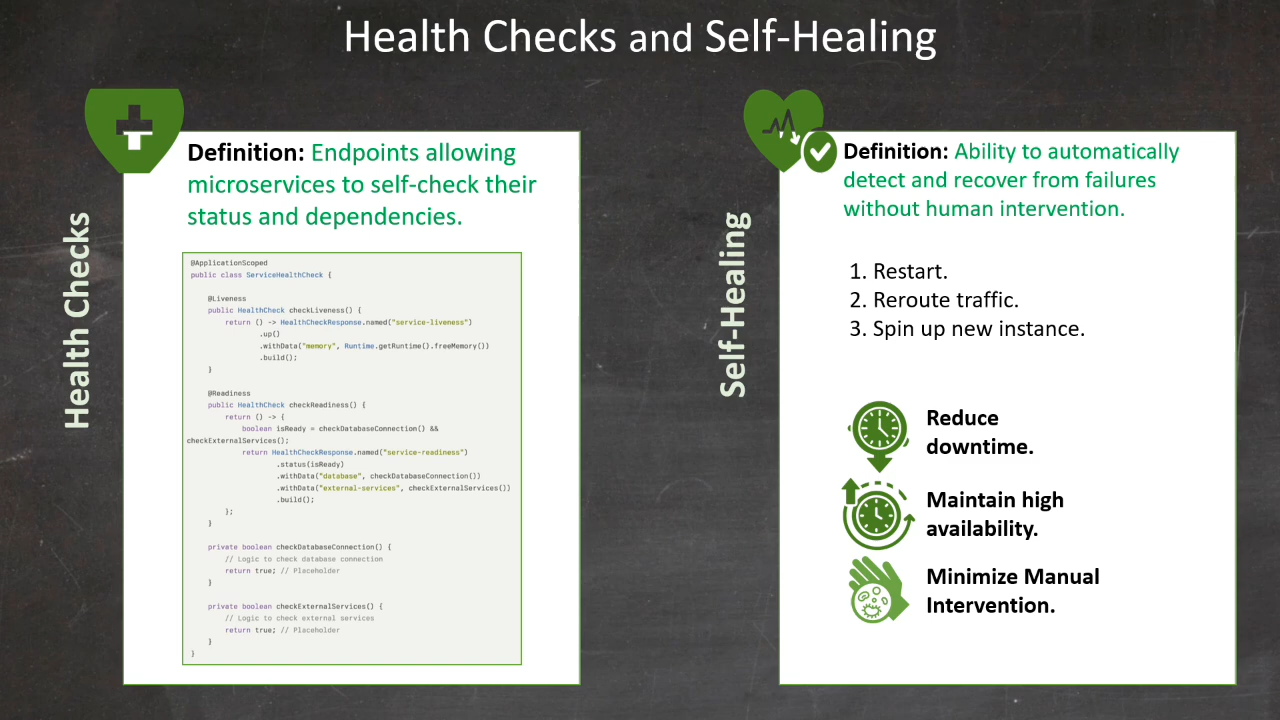 Health Checks and Self-Healing
Health Checks
Definition: Endpoints allowing
microservices to self-check their
status and dependencies.
@ApplicationScoped
public class ServiceHealthCheck {
@Liveness
public HealthCheck checkLiveness() {
return () -> HealthCheckResponse.named("service-liveness")
.up()
.withData("memory", Runtime.getRuntime().freeMemory())
.build();
}
@Readiness
public HealthCheck checkReadiness() {
return () -> {
boolean isReady = checkDatabaseConnection() &&
checkExternalServices();
return HealthCheckResponse.named("service-readiness")
.status(isReady)
.withData("database", checkDatabaseConnection())
.withData("external-services", checkExternalServices())
.build();
};
}
private boolean checkDatabaseConnection() {
// Logic to check database connection
return true; // Placeholder
}
private boolean checkExternalServices() {
// Logic to check external services
return true; // Placeholder
}
}
Self-Healing
Definition: Ability to automatically
detect and recover from failures
without human intervention.
1. Restart.
2. Reroute traffic.
3. Spin up new instance.
Reduce
downtime.
Maintain high
availability.
Minimize Manual
Intervention.